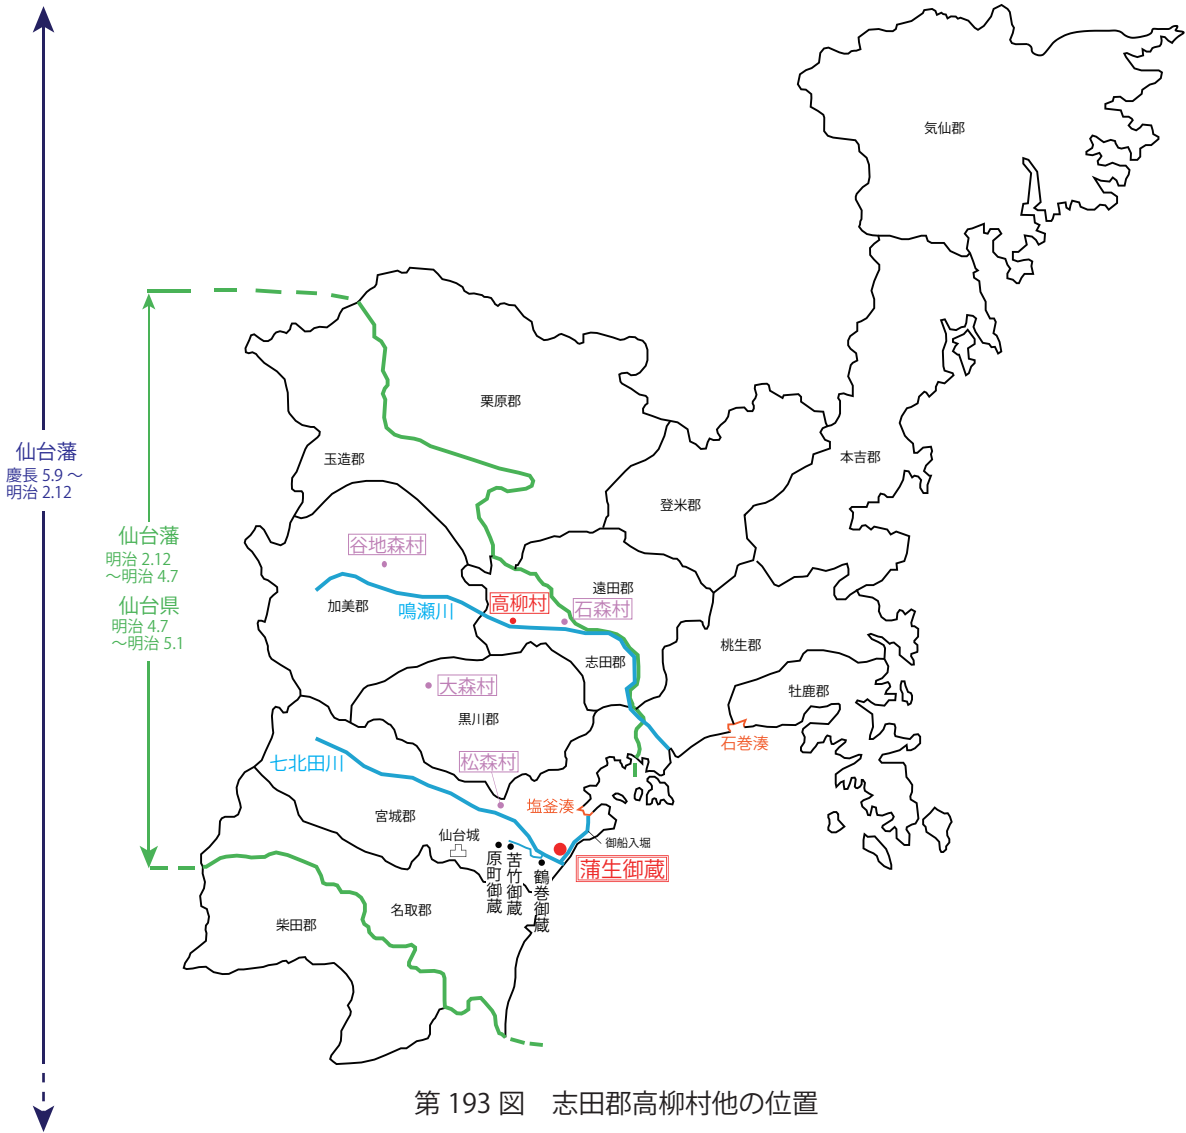 気仙郡
栗原郡
仙台藩
慶長 5.9 ～
明治 2.12
玉造郡
本吉郡
登米郡
仙台藩
明治 2.12
～明治 4.7
仙台県
明治 4.7
～明治 5.1
谷地森村
遠田郡
加美郡
鳴瀬川
高柳村
石森村
志田郡
桃生郡
牡鹿郡
大森村
黒川郡
石巻湊
七北田川
松森村
塩釜湊
宮城郡
仙台城
御船入堀
原町御蔵
苦竹御蔵
鶴巻御蔵
蒲生御蔵
名取郡
柴田郡
第 193 図　志田郡高柳村他の位置